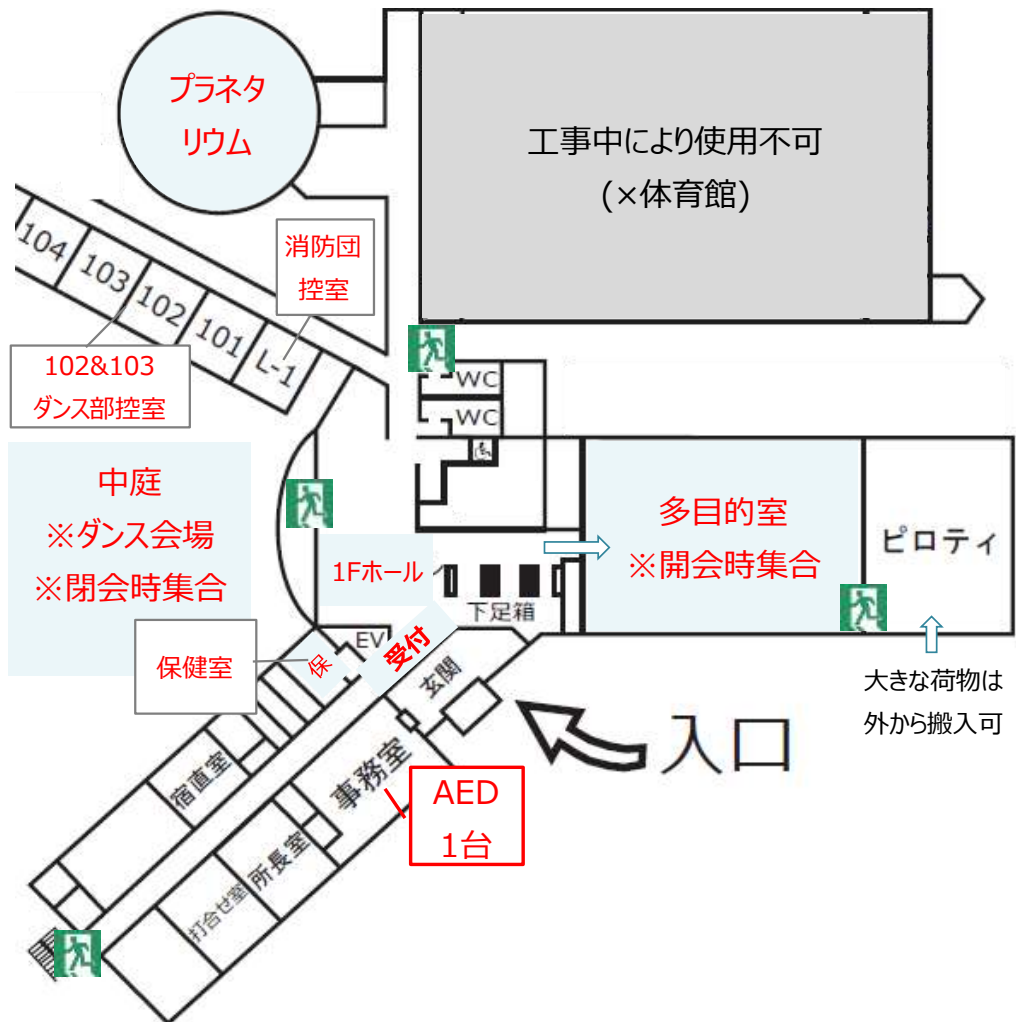 プラネタ
リウム
工事中により使用不可
(×体育館)
104
103
102
101
L-1
消防団
控室
102&103
ダンス部控室
WC
WC
中庭
※ダンス会場
※閉会時集合
1Fホール
多目的室
※開会時集合
ピロティ
下足箱
EV
受付
保
保健室
玄関
大きな荷物は
外から搬入可
入口
宿直室
事務室
AED
1台
所長室
打合せ室